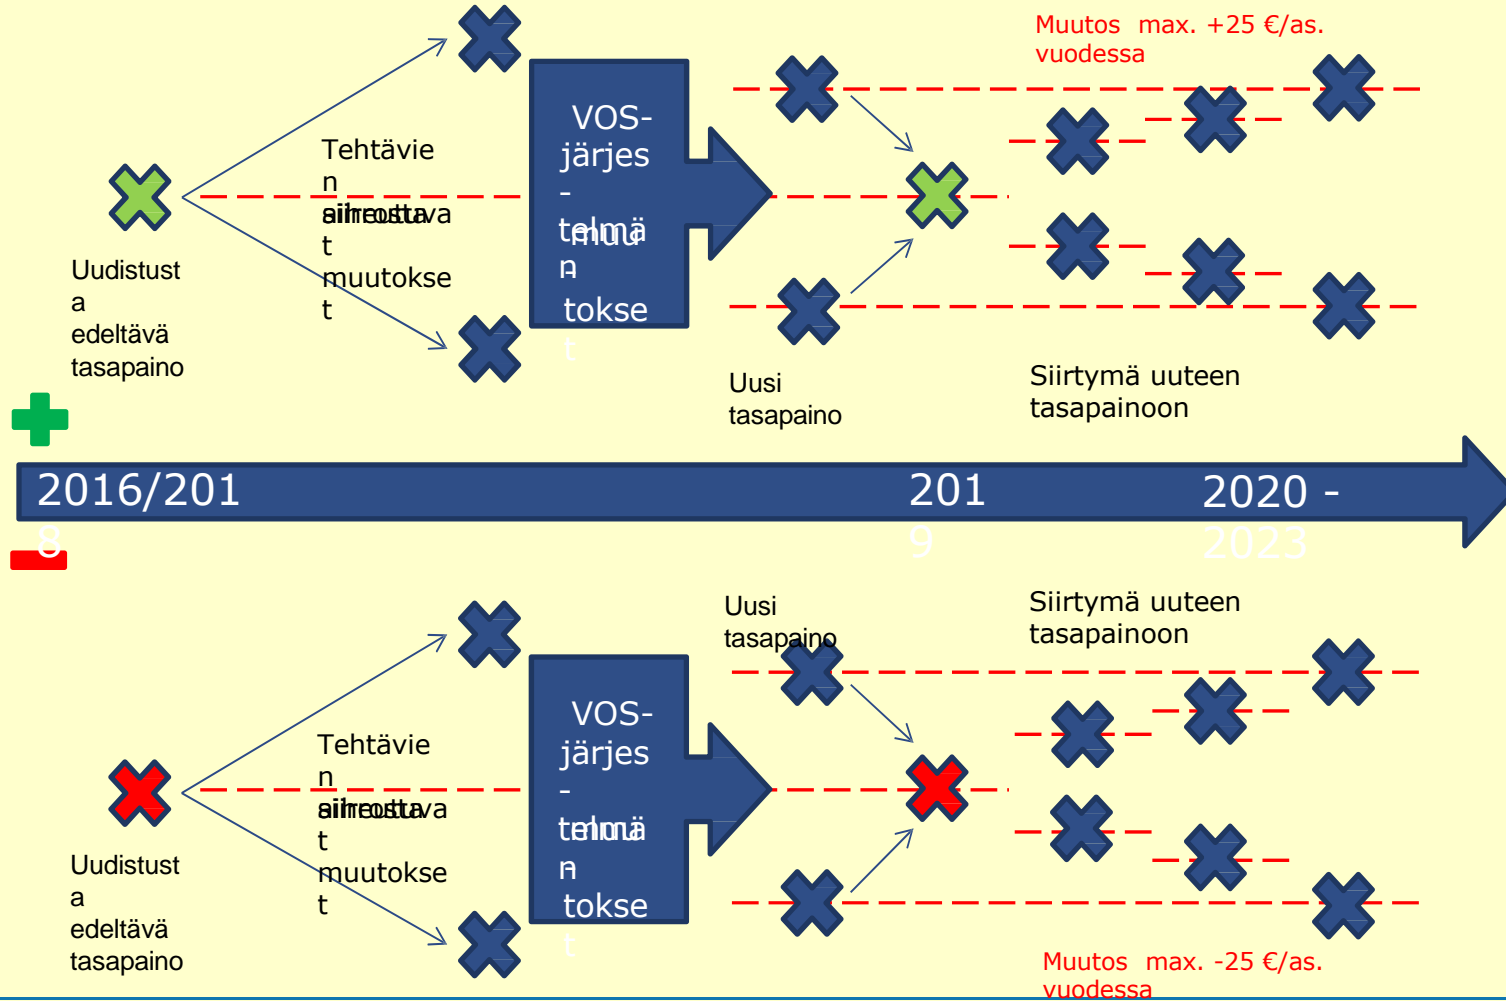 Muutos max. +25 €/as.
vuodessa
Tehtävie
n
t
muutokse
t
VOS-
järjes
-
tokse
t
Uudistust
a
edeltävä
tasapaino
Uusi
tasapaino
Siirtymä uuteen
tasapainoon
2016/201
8
201
9
2020 -
2023
Uusi
tasapaino
Siirtymä uuteen
tasapainoon
Tehtävie
n
t
muutokse
t
VOS-
järjes
-
tokse
t
Uudistust
a
edeltävä
tasapaino
Muutos max. -25 €/as.
vuodessa